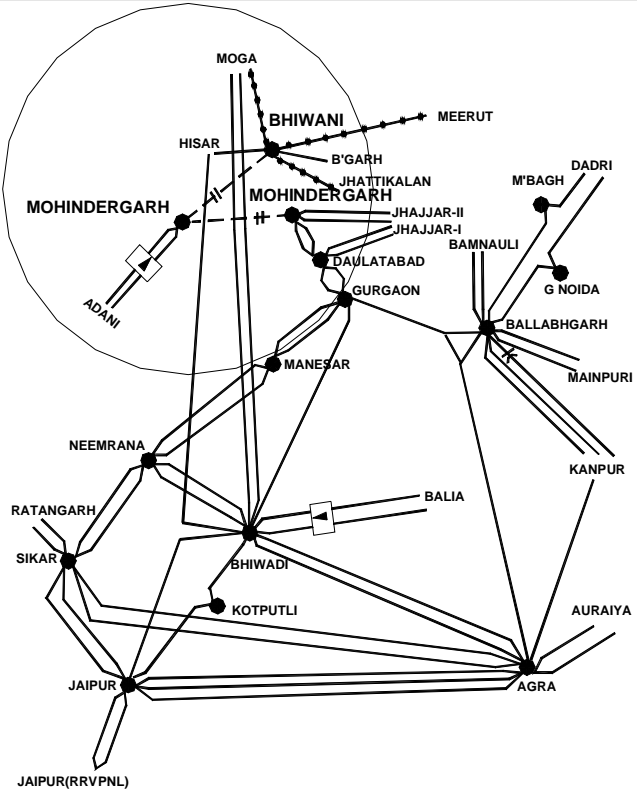 MOGA
BHIWANI
MEERUT
HISAR
B'GARH
DADRI
JHATTIKALAN
M'BAGH
MOHINDERGARH
MOHINDERGARH
JHAJJAR-II
JHAJJAR-I
BAMNAULI
DAULATABAD
G NOIDA
GURGAON
ADANI
BALLABHGARH
MANESAR
MAINPURI
NEEMRANA
KANPUR
BALIA
RATANGARH
SIKAR
BHIWADI
KOTPUTLI
AURAIYA
JAIPUR
AGRA
JAIPUR(RRVPNL)